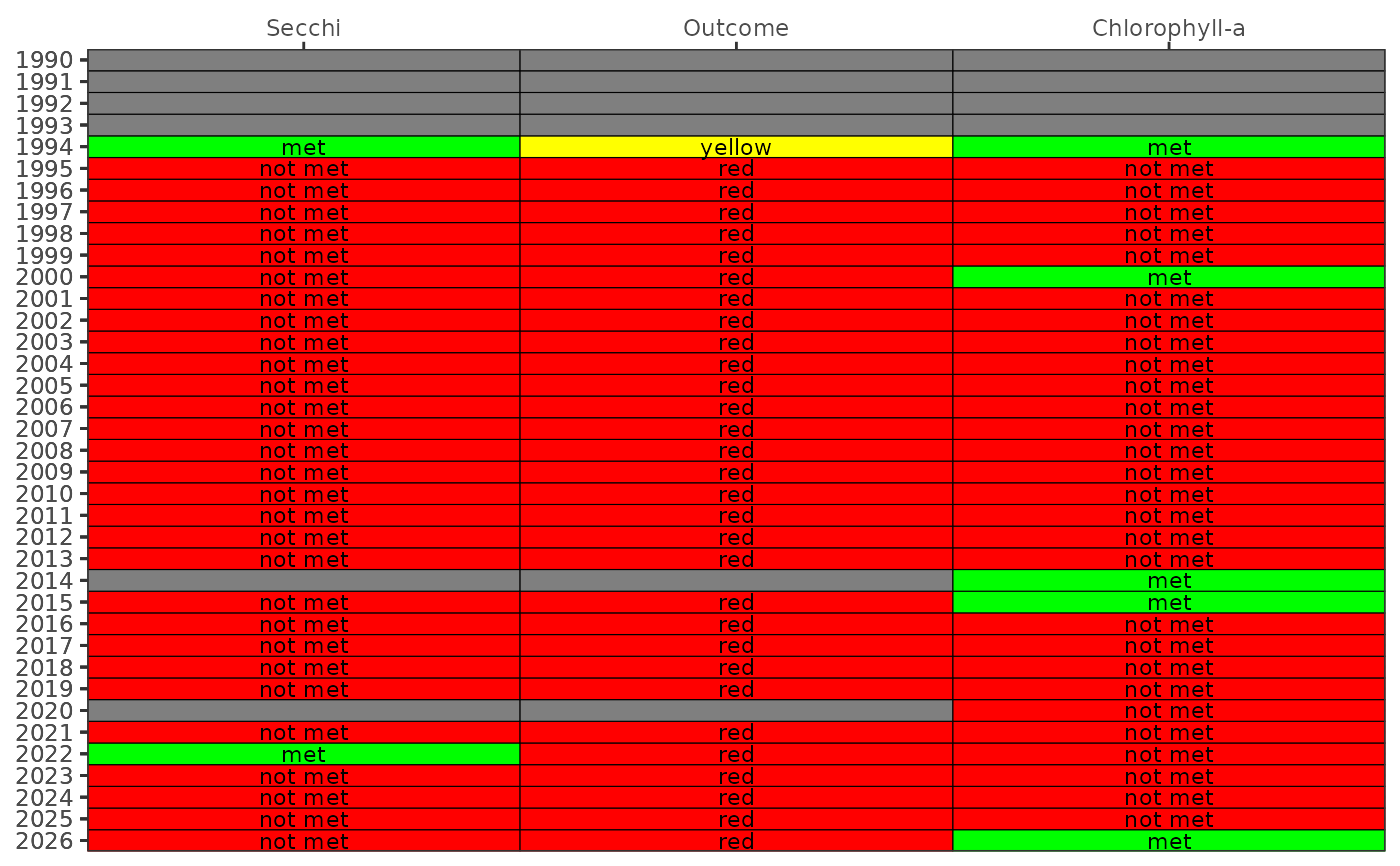 Secchi Outcome Chlorophyll-a
1990
1991
1992
1993
1994 met yellow met
1995 not met red not met
1996 not met red not met
1997 not met red not met
1998 not met red not met
1999 not met red not met
2000 not met red met
2001 not met red not met
2002 not met red not met
2003 not met red not met
2004 not met red not met
2005 not met red not met
2006 not met red not met
2007 not met red not met
2008 not met red not met
2009 not met red not met
2010 not met red not met
2011 not met red not met
2012 not met red not met
2013 not met red not met
2014 met
2015 not met red met
2016 not met red not met
2017 not met red not met
2018 not met red not met
2019 not met red not met
2020 not met
2021 not met red not met
2022 met red not met
2023 not met red not met
2024 not met red not met
2025 not met red not met
2026 not met red met